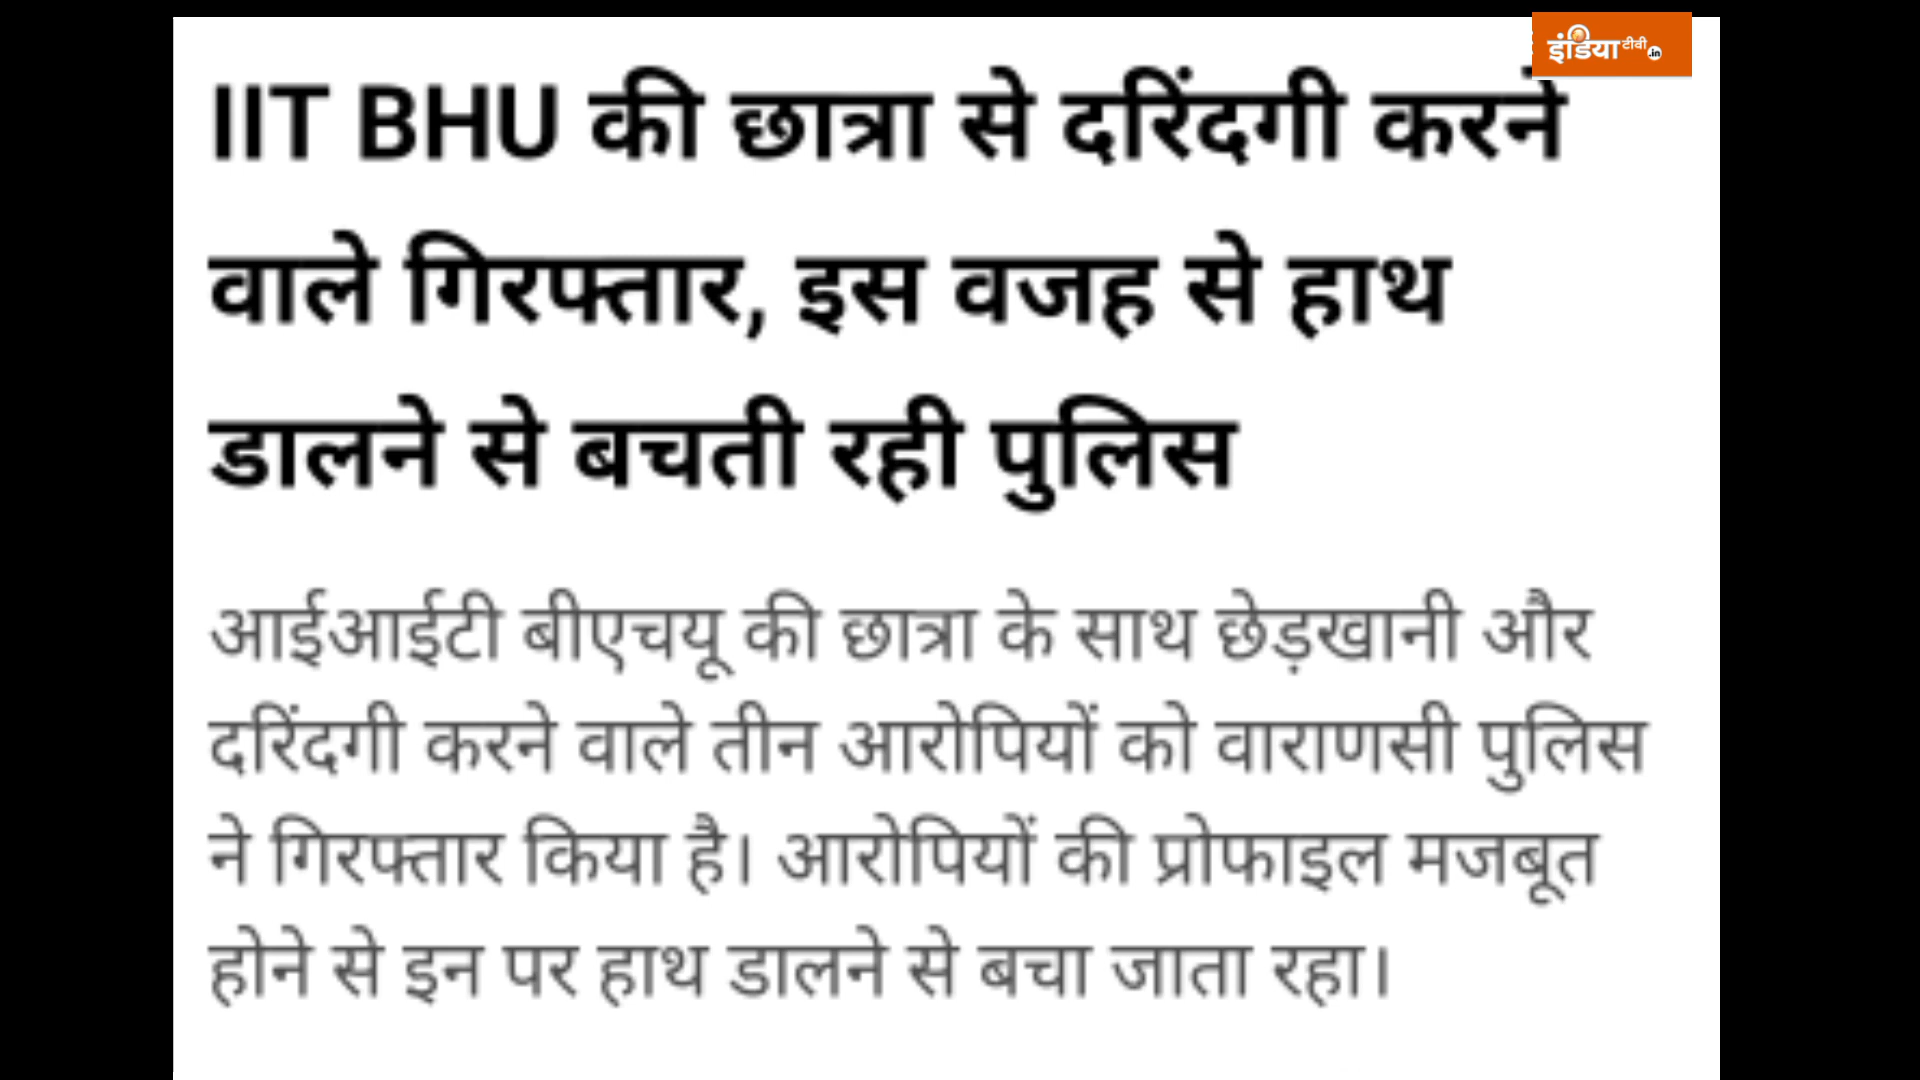 इंडिया टीवी .in
IIT BHU की छात्रा से दरिंदगी करने
वाले गिरफ्तार, इस वजह से हाथ
डालने से बचती रही पुलिस
आईआईटी बीएचयू की छात्रा के साथ छेड़खानी और
दरिंदगी करने वाले तीन आरोपियों को वाराणसी पुलिस
ने गिरफ्तार किया है। आरोपियों की प्रोफाइल मजबूत
होने से इन पर हाथ डालने से बचा जाता रहा।